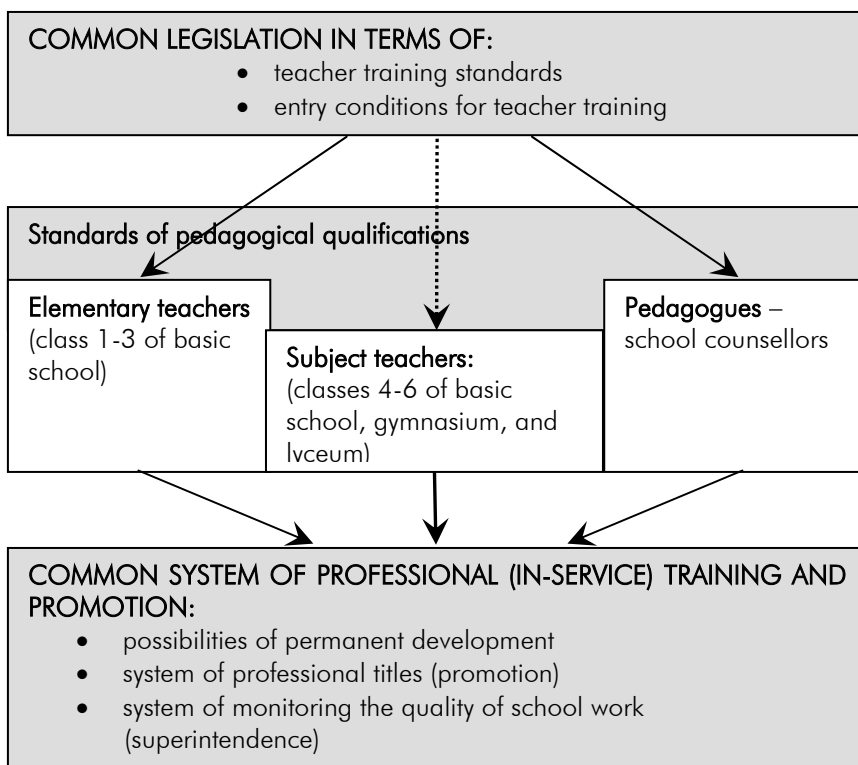 COMMON LEGISLATION IN TERMS OF:
• teacher training standards
• entry conditions for teacher training
Standards of pedagogical qualifications
Elementary teachers
(class 1-3 of basic
school)
Subject teachers:
(classes 4-6 of basic
school, gymnasium, and
lyceum)
Pedagogues –
school counsellors
COMMON SYSTEM OF PROFESSIONAL (IN-SERVICE) TRAINING AND
PROMOTION:
• possibilities of permanent development
• system of professional titles (promotion)
• system of monitoring the quality of school work
(superintendence)